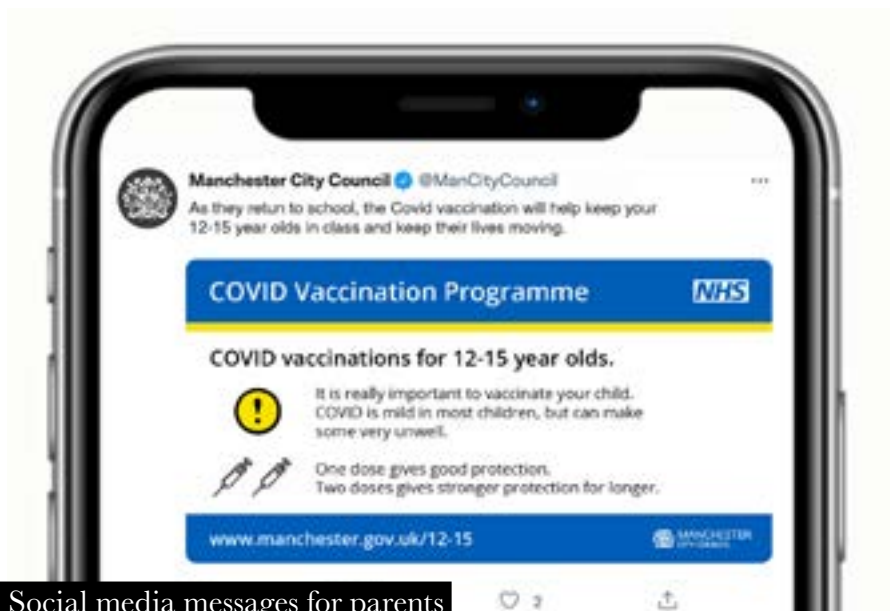 Manchester City Council @ManCityCouncil
As they retun to school, the Covid vaccination will help keep your
12-15 year olds in class and keep their lives moving.
COVID Vaccination Programme
NHS
COVID vaccinations for 12-15 year olds.
!
It is really important to vaccinate your child.
COVID is mild in most children, but can make
some very unwell.
One dose gives good protection.
Two doses gives stronger protection for longer.
www.manchester.gov.uk/12-15
MANCHESTER
CITY COUNCIL
2
Social media messages for parents